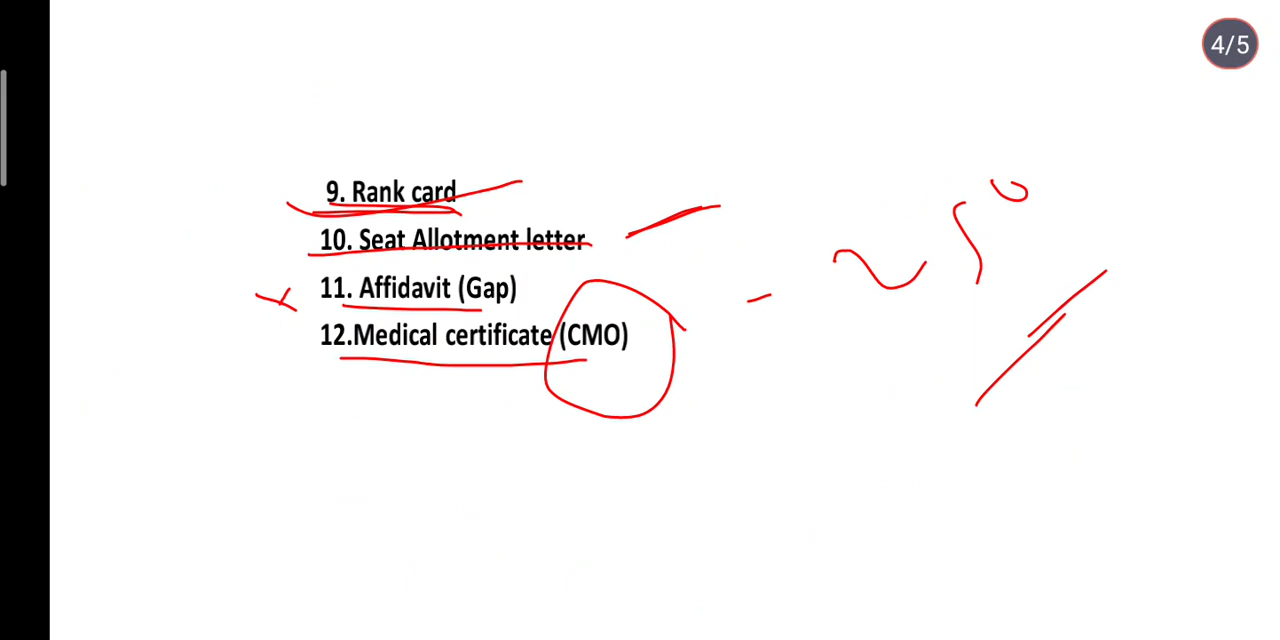 4/5
9. Rank card
10. Seat Allotment letter
11. Affidavit (Gap)
12.Medical certificate (CMO)